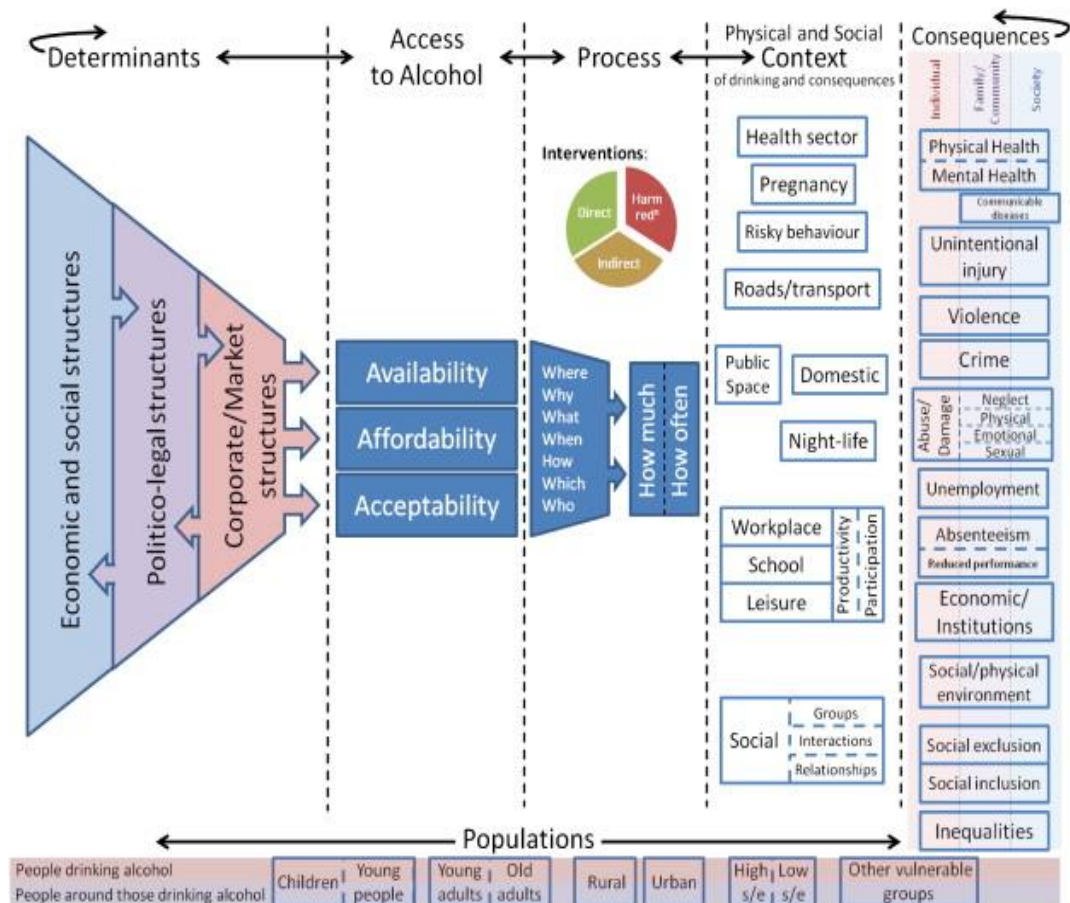 Determinants
Access
to Alcohol
Process
Physical and Social
Context
of drinking and consequences
Consequences
Individual
Family/
Community
Society
Economic and social structures
Politico-legal structures
Corporate/Market
structures
Availability
Affordability
Acceptability
Interventions:
Direct
Harm
redⁿ
Indirect
Where
Why
What
When
How
Which
Who
How much
How often
Health sector
Pregnancy
Risky behaviour
Roads/transport
Public
Space
Domestic
Night-life
Workplace
School
Leisure
Productivity
Participation
Social
Groups
Interactions
Relationships
Physical Health
Mental Health
Communicable
diseases
Unintentional
injury
Violence
Crime
Abuse/
Damage
Neglect
Physical
Emotional
Sexual
Unemployment
Absenteeism
Reduced performance
Economic/
Institutions
Social/physical
environment
Social exclusion
Social inclusion
Inequalities
Populations
People drinking alcohol
People around those drinking alcohol
Children
Young
people
Young
adults
Old
adults
Rural
Urban
High
s/e
Low
s/e
Other vulnerable
groups